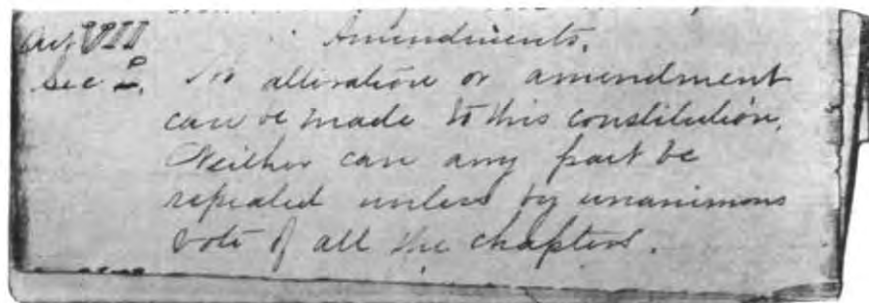 Art VIII Amendments.
Sec I. No alteration or amendment
can be made to this constitution.
Neither can any part be
repealed unless by unanimous
vote of all the chapters.